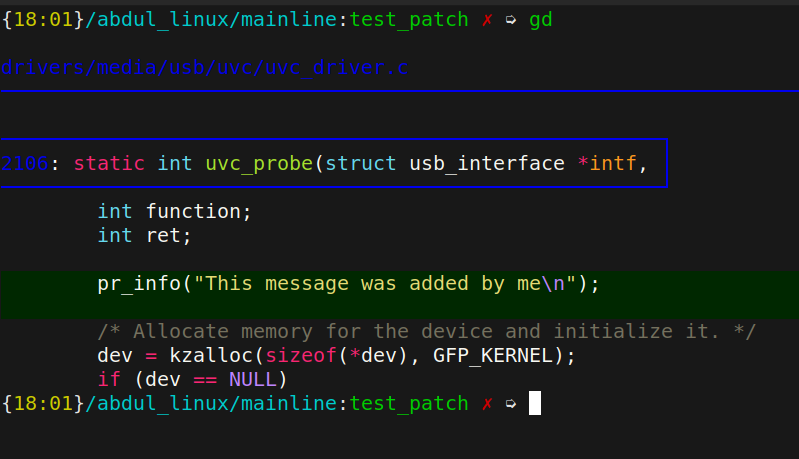 {18:01}/abdul_linux/mainline:test_patch ✗ ➭ gd
drivers/media/usb/uvc/uvc_driver.c
2106: static int uvc_probe(struct usb_interface *intf,
int function;
int ret;
pr_info("This message was added by me\n");
/* Allocate memory for the device and initialize it. */
dev = kzalloc(sizeof(*dev), GFP_KERNEL);
if (dev == NULL)
{18:01}/abdul_linux/mainline:test_patch ✗ ➭